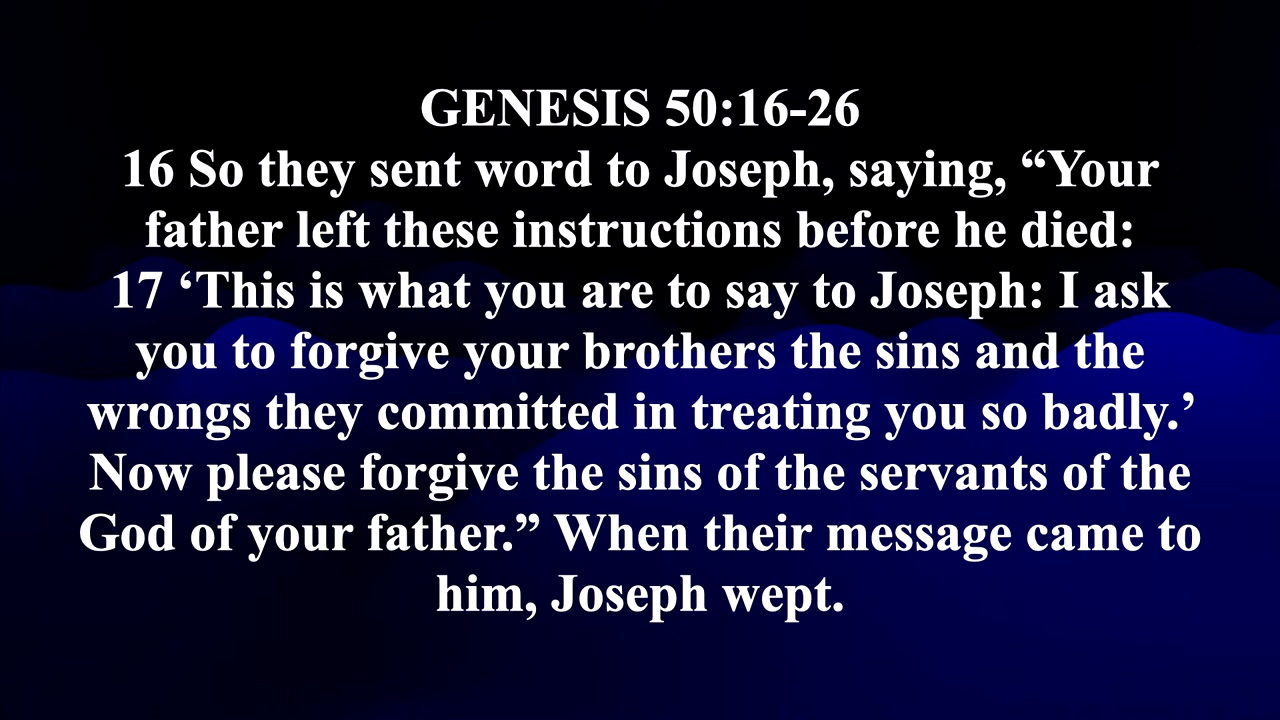 GENESIS 50:16-26
16 So they sent word to Joseph, saying, “Your
father left these instructions before he died:
17 ‘This is what you are to say to Joseph: I ask
you to forgive your brothers the sins and the
wrongs they committed in treating you so badly.’
Now please forgive the sins of the servants of the
God of your father.” When their message came to
him, Joseph wept.